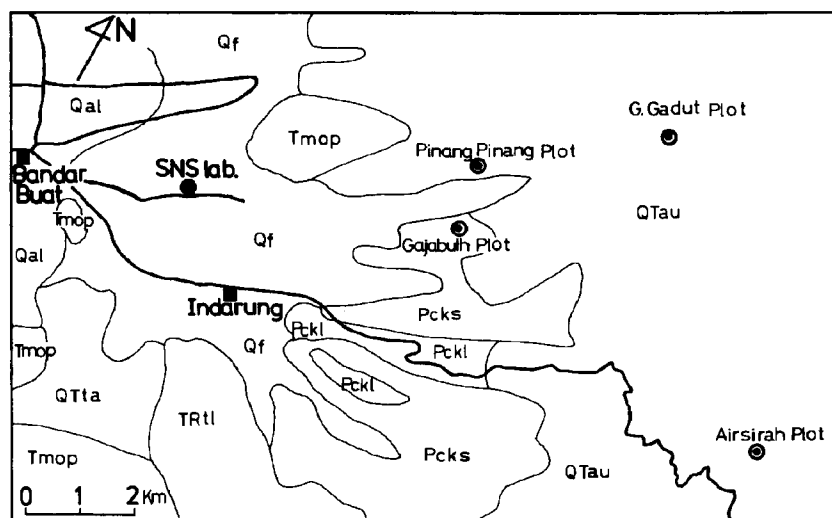 N
Qf
Qal
Tmop
G.Gadut Plot
Pinang Pinang Plot
SNS lab.
Bandar
Buat
Tmop
QTau
Qf
Gajabuih Plot
Qal
Indarung
Pcks
Pckl
Qf
Pckl
Tmop
Pckl
QTta
TRtl
Airsirah Plot
Pcks
Tmop
QTau
0 1 2 Km